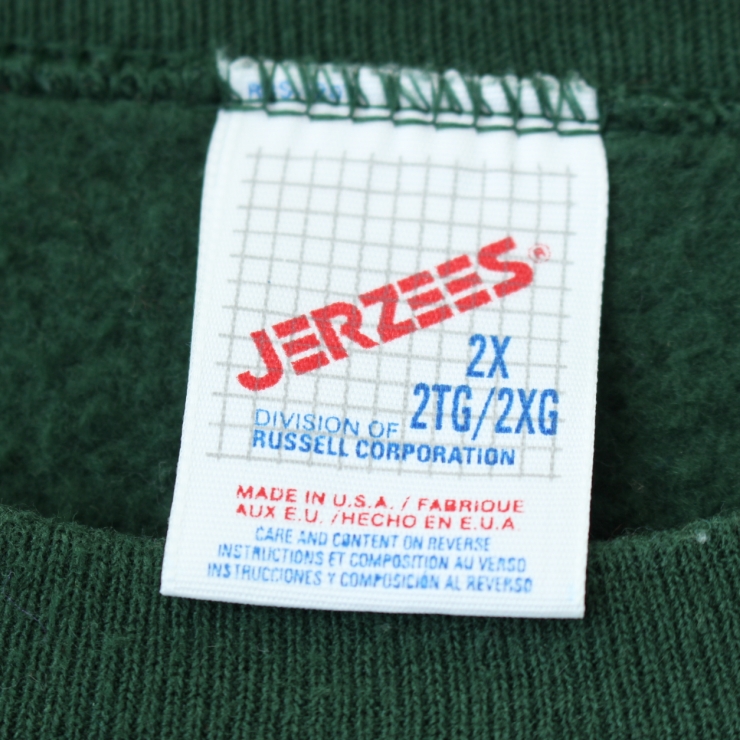 JERZEES®
2X
2TG/2XG
DIVISION OF
RUSSELL CORPORATION
MADE IN U.S.A. / FABRIQUE
AUX E.U. / HECHO EN E.U.A
CARE AND CONTENT ON REVERSE
INSTRUCTIONS ET COMPOSITION AU VERSO
INSTRUCCIONES Y COMPOSICIÓN AL REVERSO